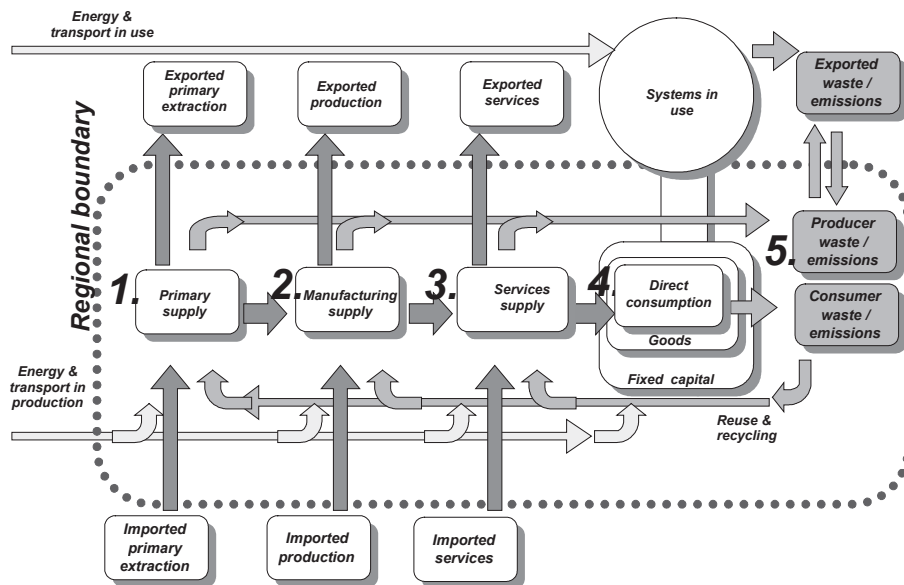 Energy &
transport in use
Exported
primary
extraction
Exported
production
Exported
services
Systems in
use
Exported
waste /
emissions
Regional boundary
1.
Primary
supply
2.
Manufacturing
supply
3.
Services
supply
4.
Direct
consumption
Goods
Fixed capital
5.
Producer
waste /
emissions
Consumer
waste /
emissions
Energy &
transport in
production
Reuse &
recycling
Imported
primary
extraction
Imported
production
Imported
services